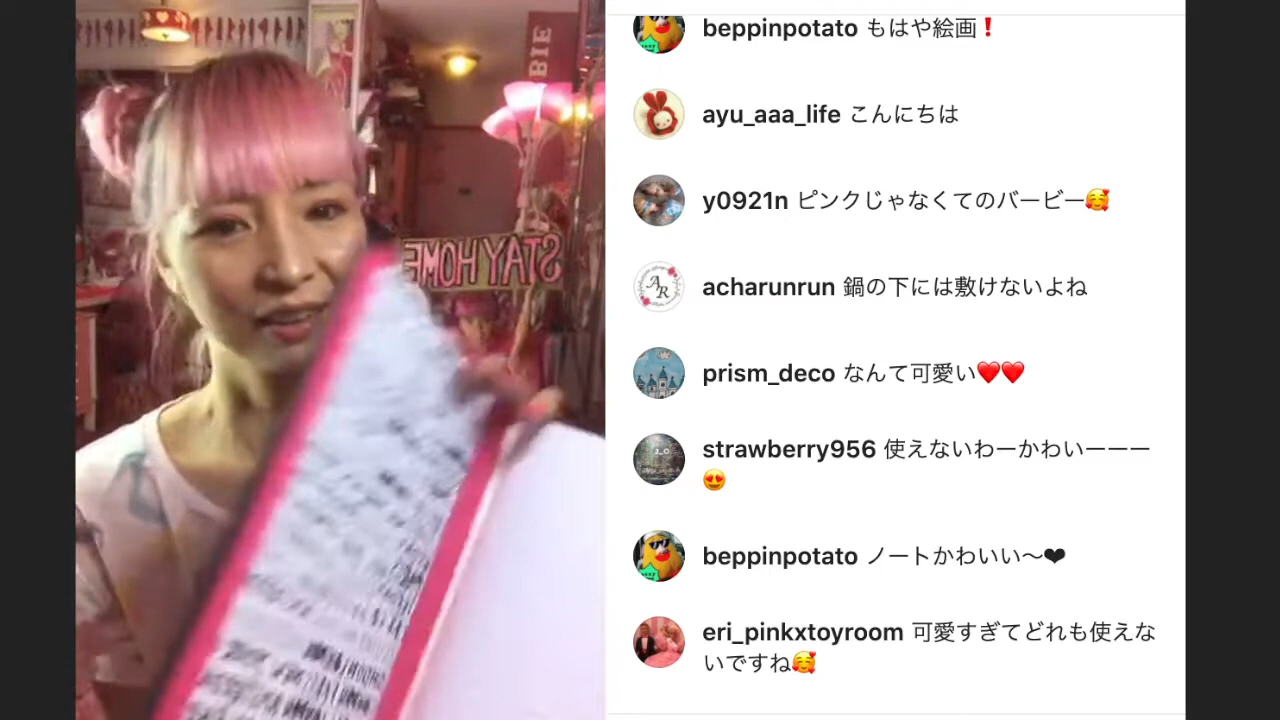 BIE
STAY HOME
beppinpotato もはや絵画❗
ayu_aaa_life こんにちは
y0921n ピンクじゃなくてのバービー🥰
acharunrun 鍋の下には敷けないよね
prism_deco なんて可愛い❤️❤️
strawberry956 使えないわーかわいーーー
😍
beppinpotato ノートかわいい〜❤
eri_pinkxtoyroom 可愛すぎてどれも使えな
いですね🥰